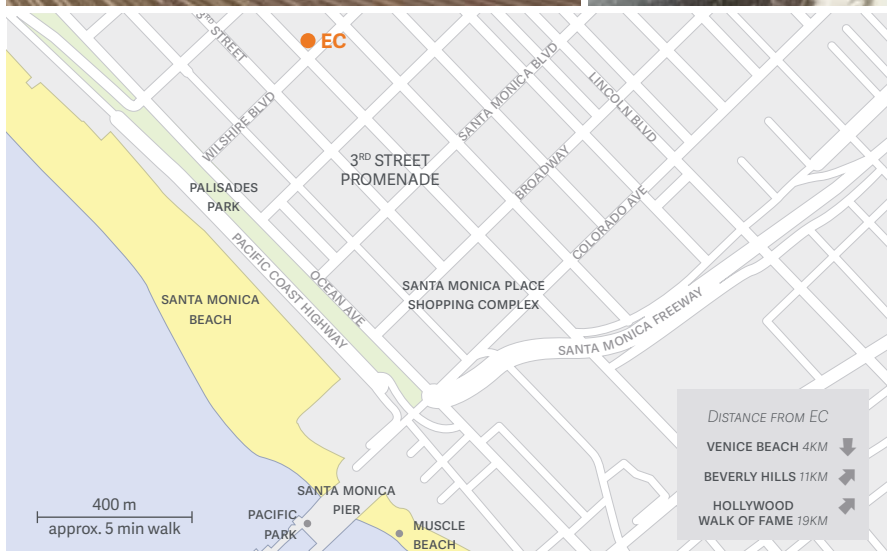 3RD STREET
EC
WILSHIRE BLVD
SANTA MONICA BLVD
LINCOLN BLVD
3RD STREET
PROMENADE
BROADWAY
PALISADES
PARK
COLORADO AVE
PACIFIC COAST HIGHWAY
OCEAN AVE
SANTA MONICA
BEACH
SANTA MONICA PLACE
SHOPPING COMPLEX
SANTA MONICA FREEWAY
DISTANCE FROM EC
VENICE BEACH 4KM
BEVERLY HILLS 11KM
HOLLYWOOD
WALK OF FAME 19KM
400 m
approx. 5 min walk
SANTA MONICA
PIER
PACIFIC
PARK
MUSCLE
BEACH